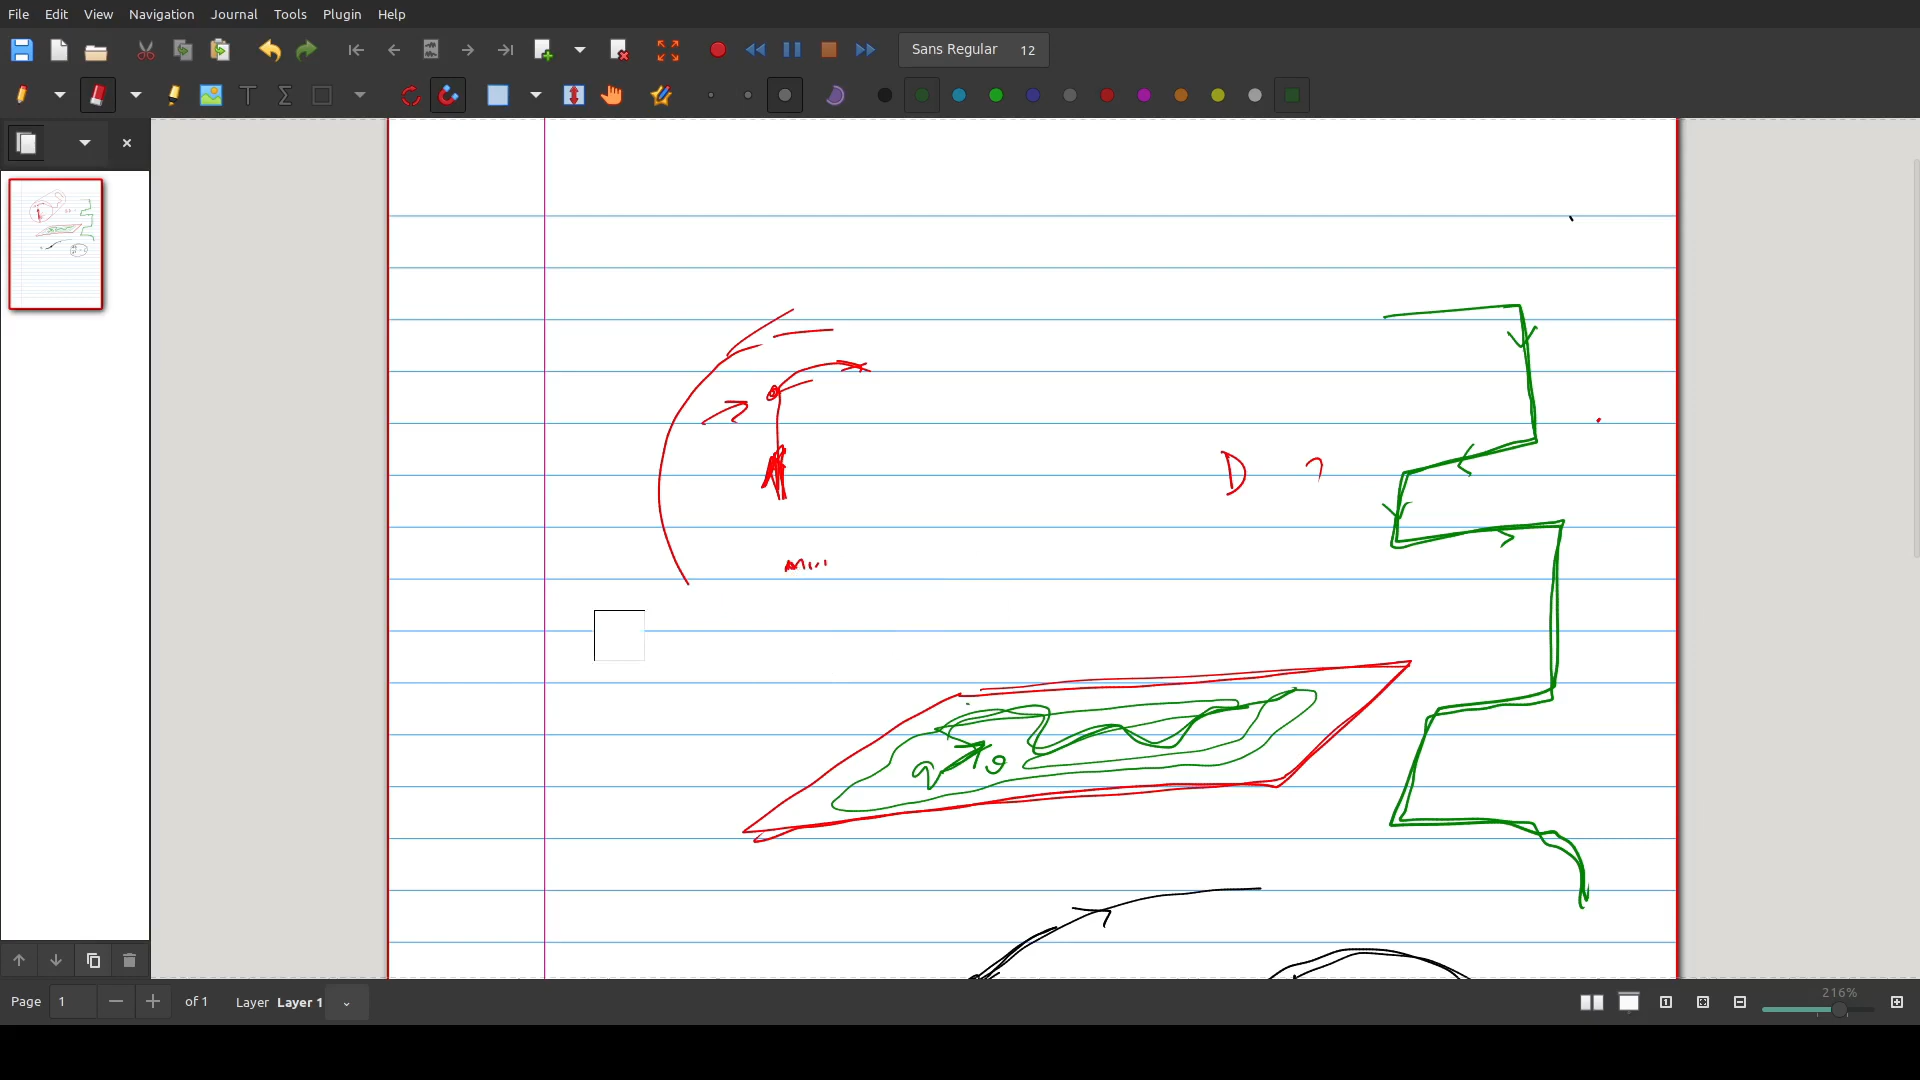 File Edit View Navigation Journal Tools Plugin Help
Sans Regular 12
D ?
Page 1 of 1 Layer Layer 1 216%